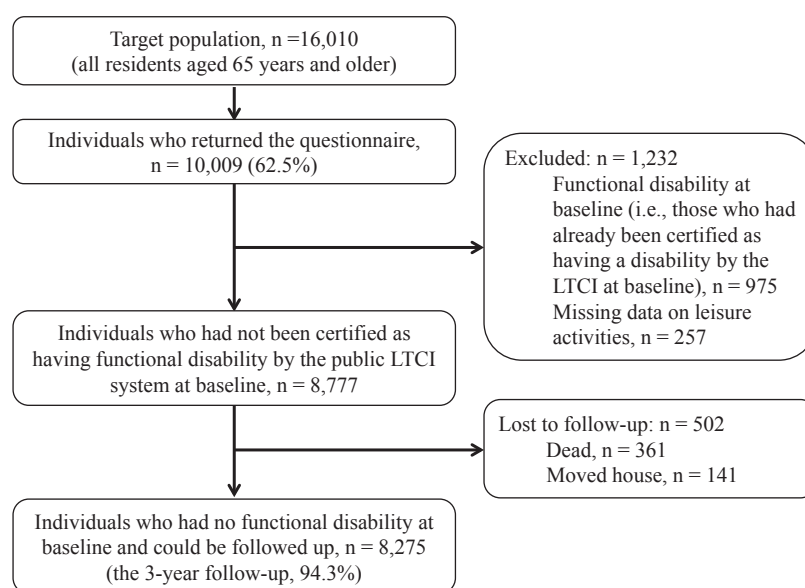 Target population, n =16,010
(all residents aged 65 years and older)
Individuals who returned the questionnaire,
n = 10,009 (62.5%)
Excluded: n = 1,232
Functional disability at
baseline (i.e., those who had
already been certified as
having a disability by the
LTCI at baseline), n = 975
Missing data on leisure
activities, n = 257
Individuals who had not been certified as
having functional disability by the public LTCI
system at baseline, n = 8,777
Lost to follow-up: n = 502
Dead, n = 361
Moved house, n = 141
Individuals who had no functional disability at
baseline and could be followed up, n = 8,275
(the 3-year follow-up, 94.3%)